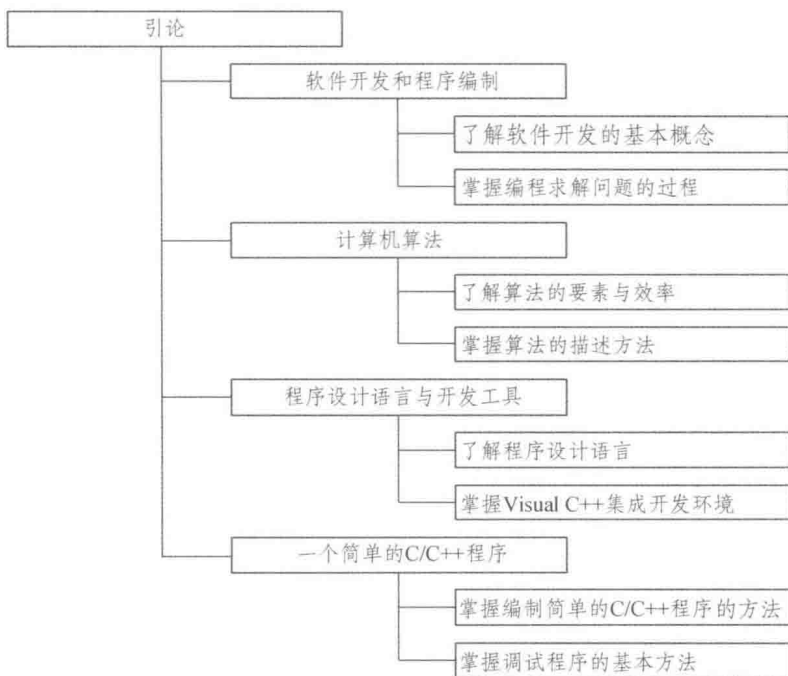 引论
软件开发和程序编制
了解软件开发的基本概念
掌握编程求解问题的过程
计算机算法
了解算法的要素与效率
掌握算法的描述方法
程序设计语言与开发工具
了解程序设计语言
掌握Visual C++集成开发环境
一个简单的C/C++程序
掌握编制简单的C/C++程序的方法
掌握调试程序的基本方法